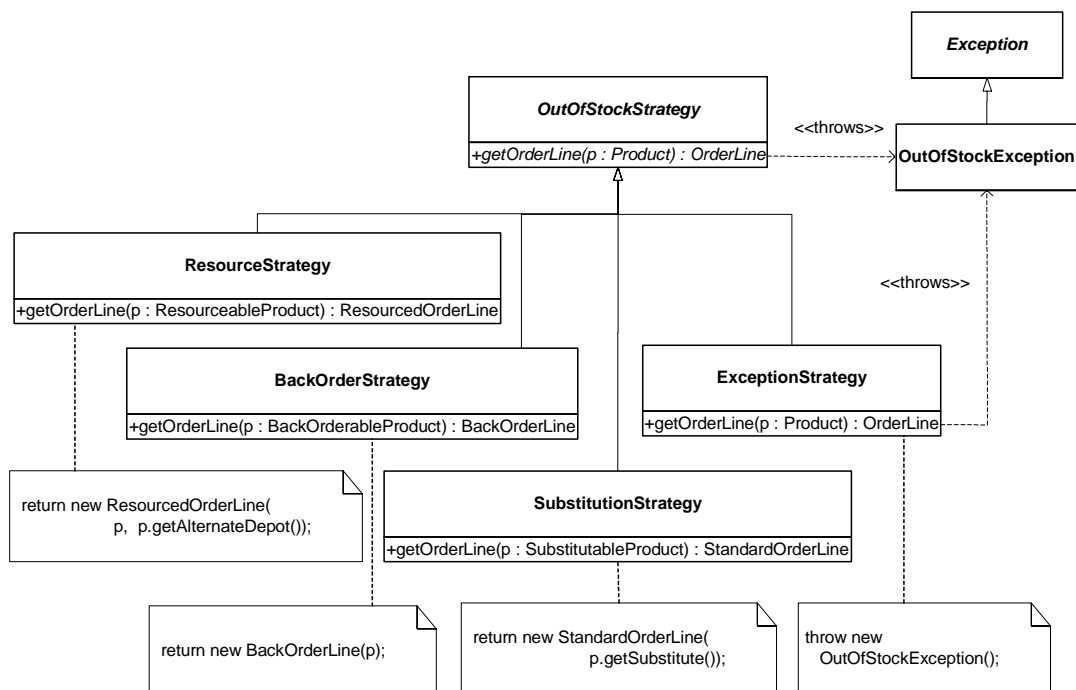 Exception
OutOfStockStrategy
+getOrderLine(p : Product) : OrderLine
<<throws>>
OutOfStockException
ResourceStrategy
+getOrderLine(p : ResourceableProduct) : ResourcedOrderLine
<<throws>>
BackOrderStrategy
+getOrderLine(p : BackOrderableProduct) : BackOrderLine
ExceptionStrategy
+getOrderLine(p : Product) : OrderLine
return new ResourcedOrderLine(
p, p.getAlternateDepot());
SubstitutionStrategy
+getOrderLine(p : SubstitutableProduct) : StandardOrderLine
return new BackOrderLine(p);
return new StandardOrderLine(
p.getSubstitute());
throw new
OutOfStockException();